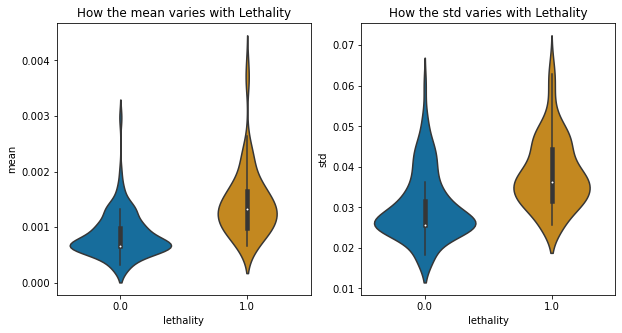 How the mean varies with Lethality
mean
0.004
0.003
0.002
0.001
0.000
0.0 1.0
lethality
How the std varies with Lethality
std
0.07
0.06
0.05
0.04
0.03
0.02
0.01
0.0 1.0
lethality